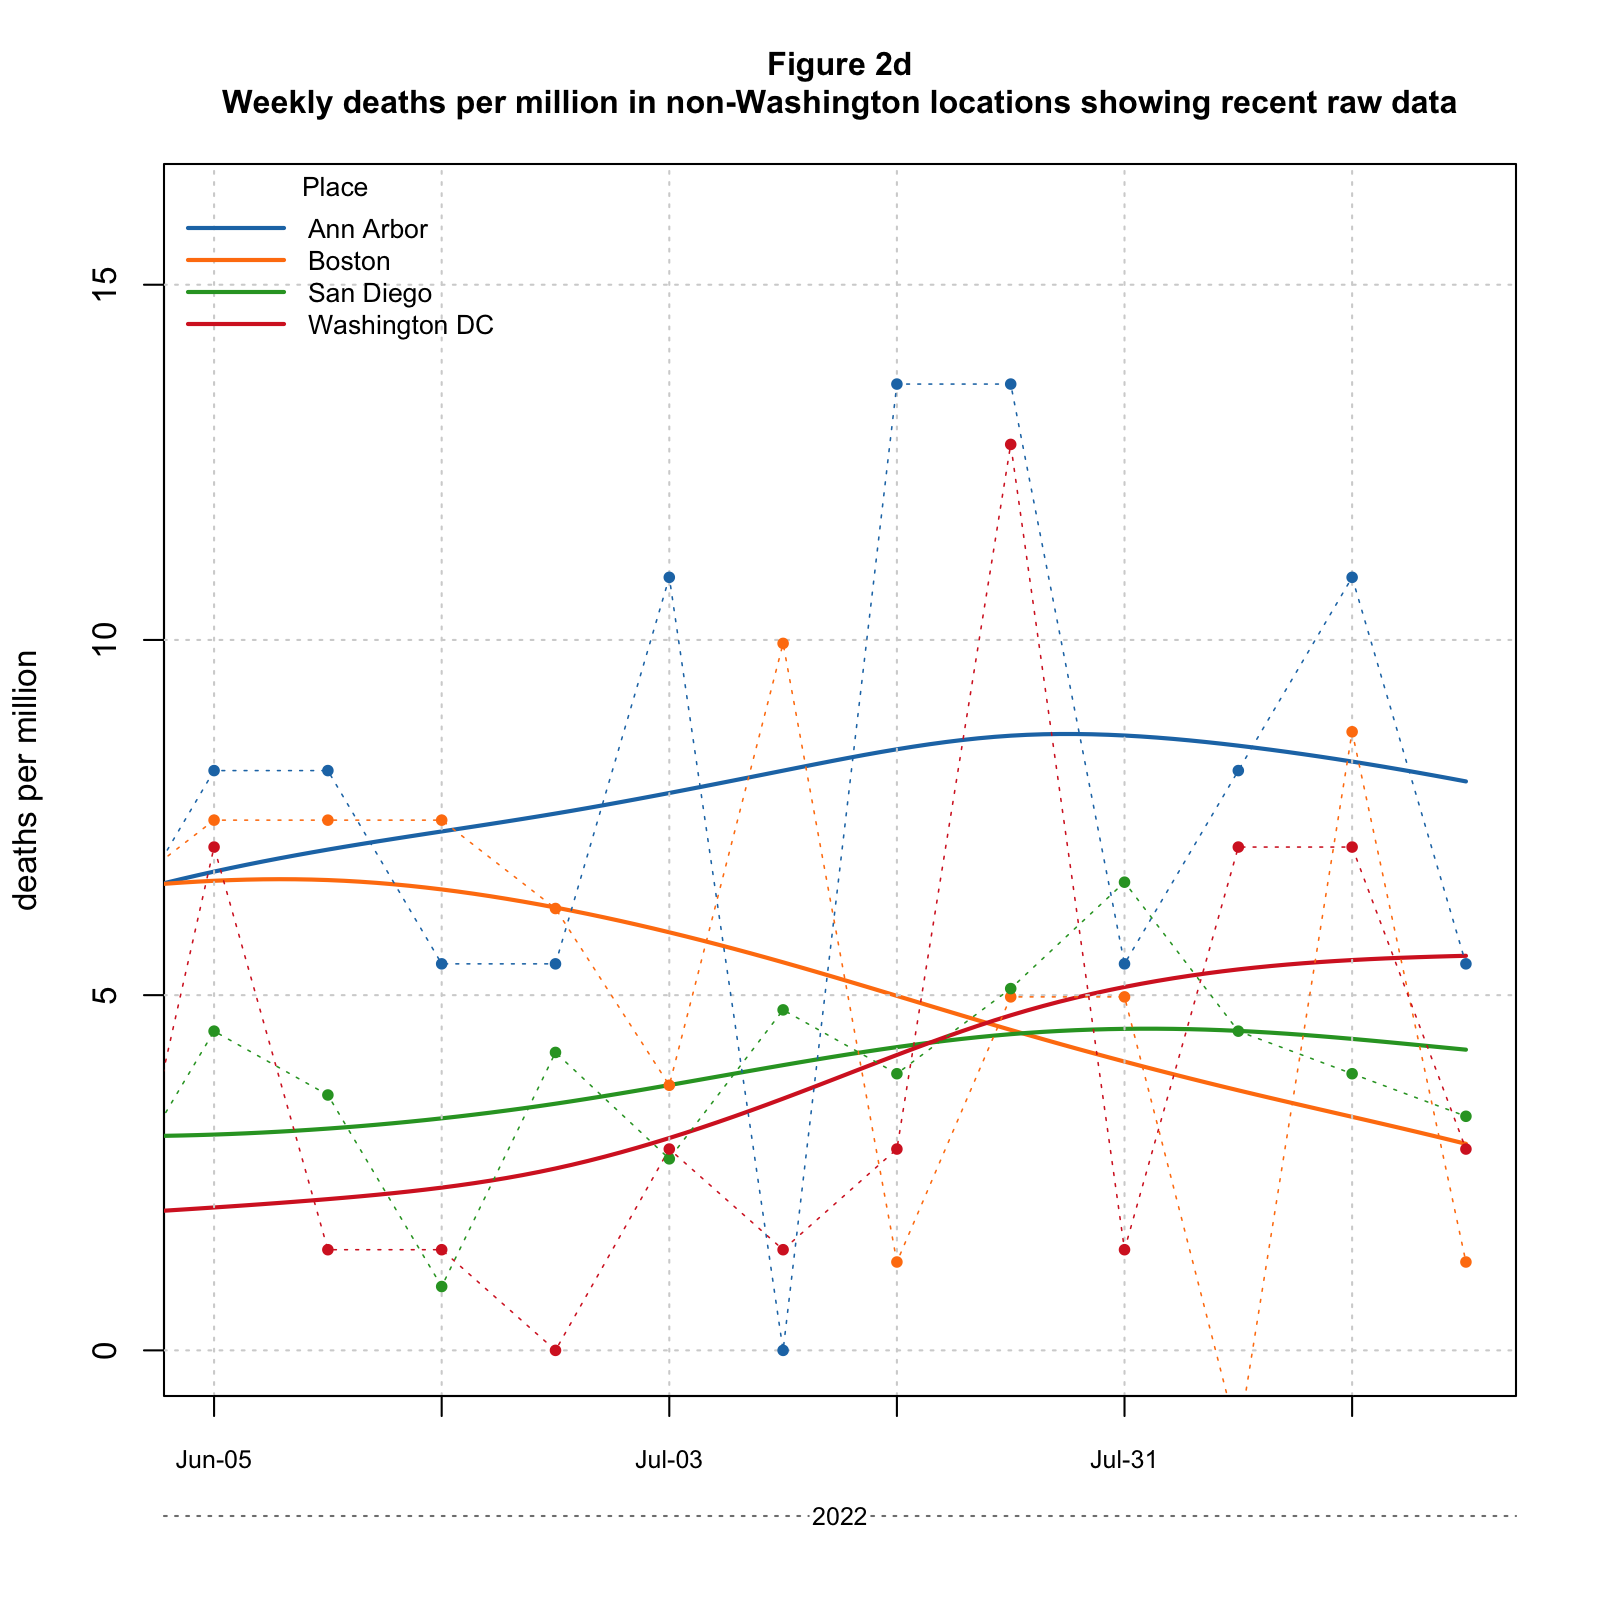 Figure 2d
Weekly deaths per million in non-Washington locations showing recent raw data
Place
Ann Arbor
Boston
San Diego
Washington DC
deaths per million
15
10
5
0
Jun-05
Jul-03
Jul-31
2022